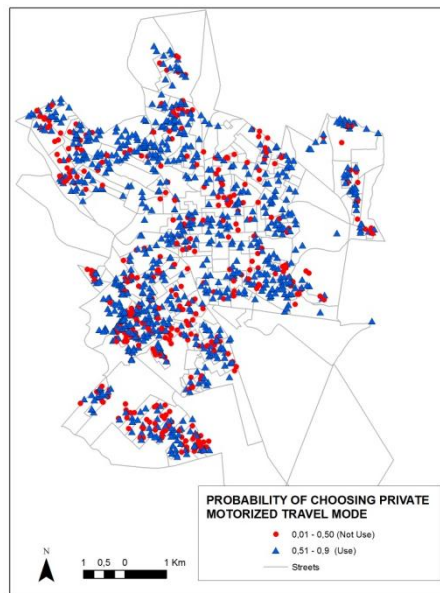 PROBABILITY OF CHOOSING PRIVATE
MOTORIZED TRAVEL MODE
0,01 - 0,50 (Not Use)
0,51 - 0,9 (Use)
Streets
N
1 0,5 0 1 Km